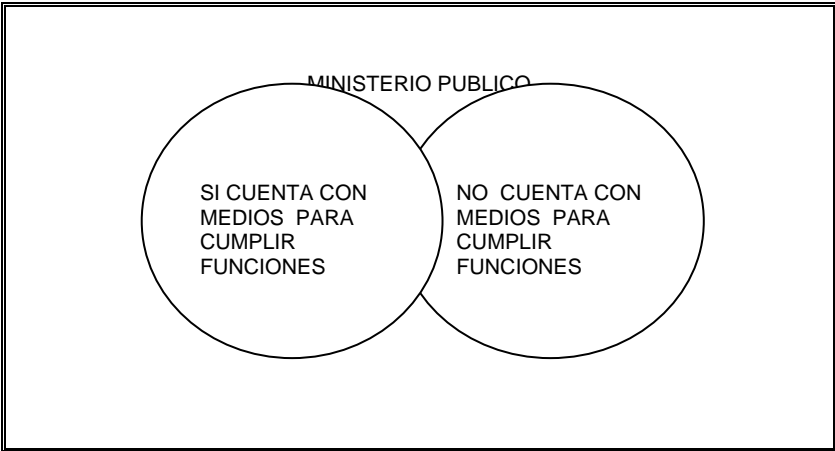 MINISTERIO PUBLICO
SI CUENTA CON
MEDIOS PARA
CUMPLIR
FUNCIONES
NO CUENTA CON
MEDIOS PARA
CUMPLIR
FUNCIONES